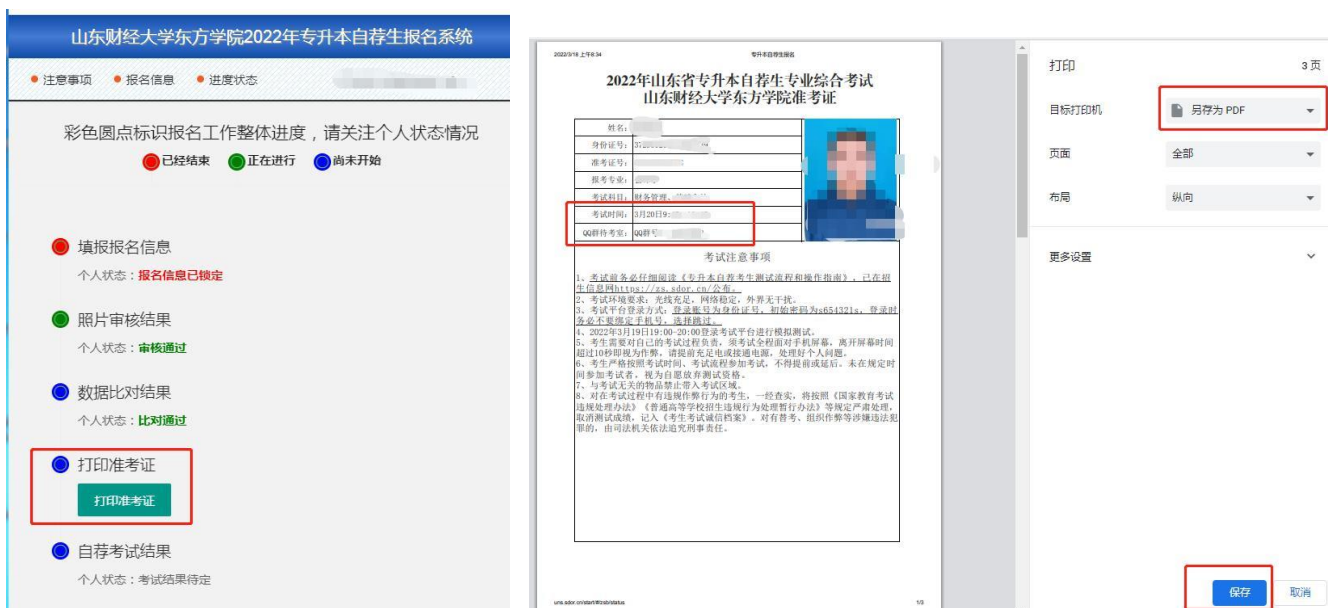 山东财经大学东方学院2022年专升本自荐生报名系统
注意事项 报名信息 进度状态
彩色圆点标识报名工作整体进度，请关注个人状态情况
已经结束 正在进行 尚未开始
填报报名信息
个人状态：报名信息已锁定
照片审核结果
个人状态：审核通过
数据比对结果
个人状态：比对通过
打印准考证
打印准考证
自荐考试结果
个人状态：考试结果待定
2022/3/18 上午8:34 专升本自荐生报名
2022年山东省专升本自荐生专业综合考试
山东财经大学东方学院准考证
姓名：
身份证号：
准考证号：
报考专业：
考试科目：财务管理、
考试时间：3月20日9:
QQ群待考室：QQ群号
考试注意事项
1、考试前务必仔细阅读《专升本自荐考生测试流程和操作指南》，已在招
生信息网https://zs.sdor.cn/公布。
2、考试环境要求：光线充足，网络稳定，外界无干扰。
3、考试平台登录方式：登录账号为身份证号，初始密码为s654321s，登录时
务必不要绑定手机号，选择跳过。
4、2022年3月19日19:00-20:00登录考试平台进行模拟测试。
5、考生需要对自己的考试过程负责，须考试全程面对手机屏幕，离开屏幕时间
超过10秒即视为作弊，请提前充足电或接通电源，处理好个人问题。
6、考生严格按照考试时间、考试流程参加考试，不得提前或延后。未在规定时
间参加考试者，视为自愿放弃测试资格。
7、与考试无关的物品禁止带入考试区域。
8、对在考试过程中有违规作弊行为的考生，一经查实，将按照《国家教育考试
违规处理办法》《普通高等学校招生违规行为处理暂行办法》等规定严肃处理，
取消测试成绩，记入《考生考试诚信档案》。对有替考、组织作弊等涉嫌违法犯
罪的，由司法机关依法追究刑事责任。
1/3
打印 3 页
目标打印机 另存为 PDF
页面 全部
布局 纵向
更多设置
保存 取消